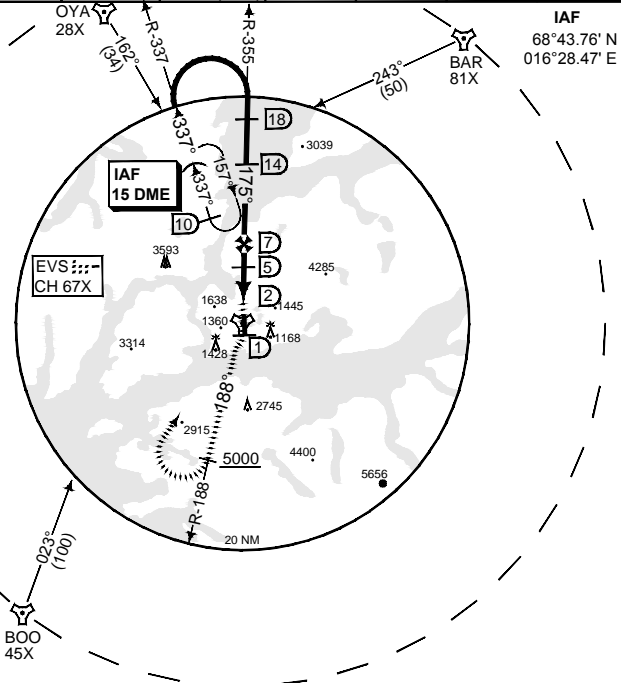 OYA
28X
162°
(34)
R-337
R-355
BAR
81X
243°
(50)
IAF
68°43.76' N
016°28.47' E
18
3039
337°
157°
337°
14
175°
IAF
15 DME
10
7
3593
5
4285
EVS
CH 67X
2
1638
1445
1360
1428
1168
1
3314
188°
2745
2915
5000
4400
5656
R-188
20 NM
023°
(100)
BOO
45X